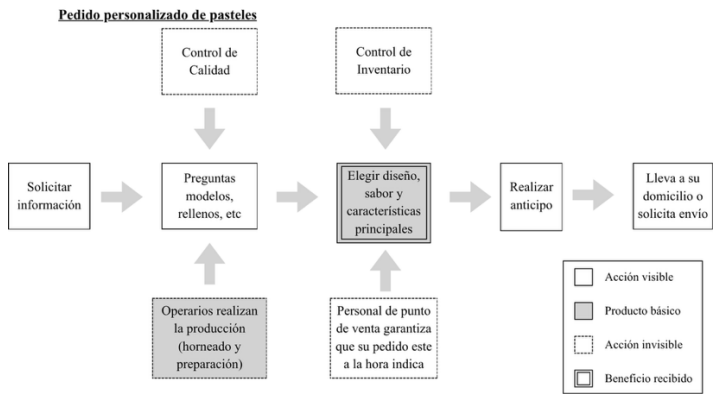 Pedido personalizado de pasteles
Control de
Calidad
Control de
Inventario
Solicitar
información
Preguntas
modelos,
rellenos, etc
Elegir diseño,
sabor y
características
principales
Realizar
anticipo
Lleva a su
domicilio o
solicita envío
Operarios realizan
la producción
(horneado y
preparación)
Personal de punto
de venta garantiza
que su pedido este
a la hora indica
Acción visible
Producto básico
Acción invisible
Beneficio recibido